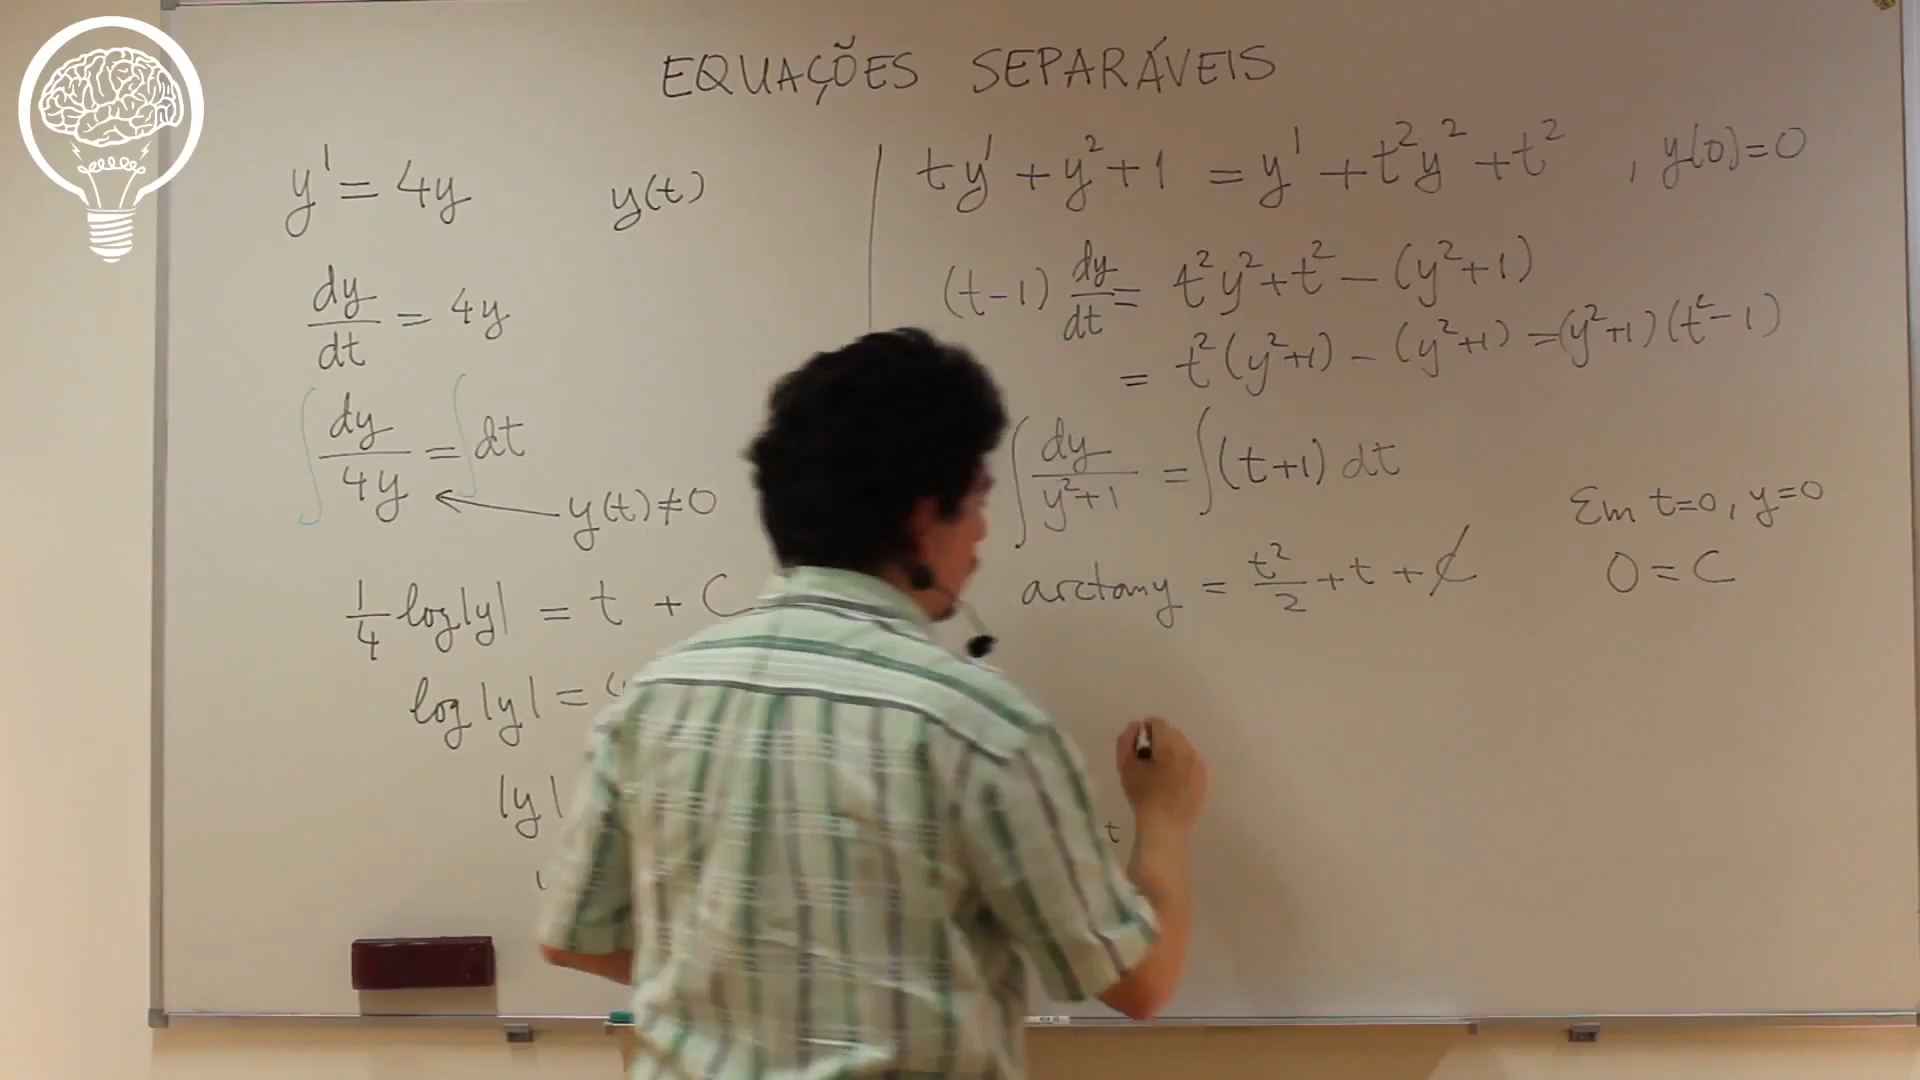 EQUAÇÕES SEPARÁVEIS
y' = 4y y(t)
dy/dt = 4y
∫ dy/4y = ∫ dt
y(t) ≠ 0
1/4 log|y| = t + C
log|y| =
|y|
ty' + y² + 1 = y' + t²y² + t² , y(0)=0
(t-1) dy/dt = t²y² + t² - (y²+1)
= t²(y²+1) - (y²+1) = (y²+1)(t²-1)
∫ dy/y²+1 = ∫ (t+1) dt
Em t=0, y=0
arctany = t²/2 + t + C
0 = C
t